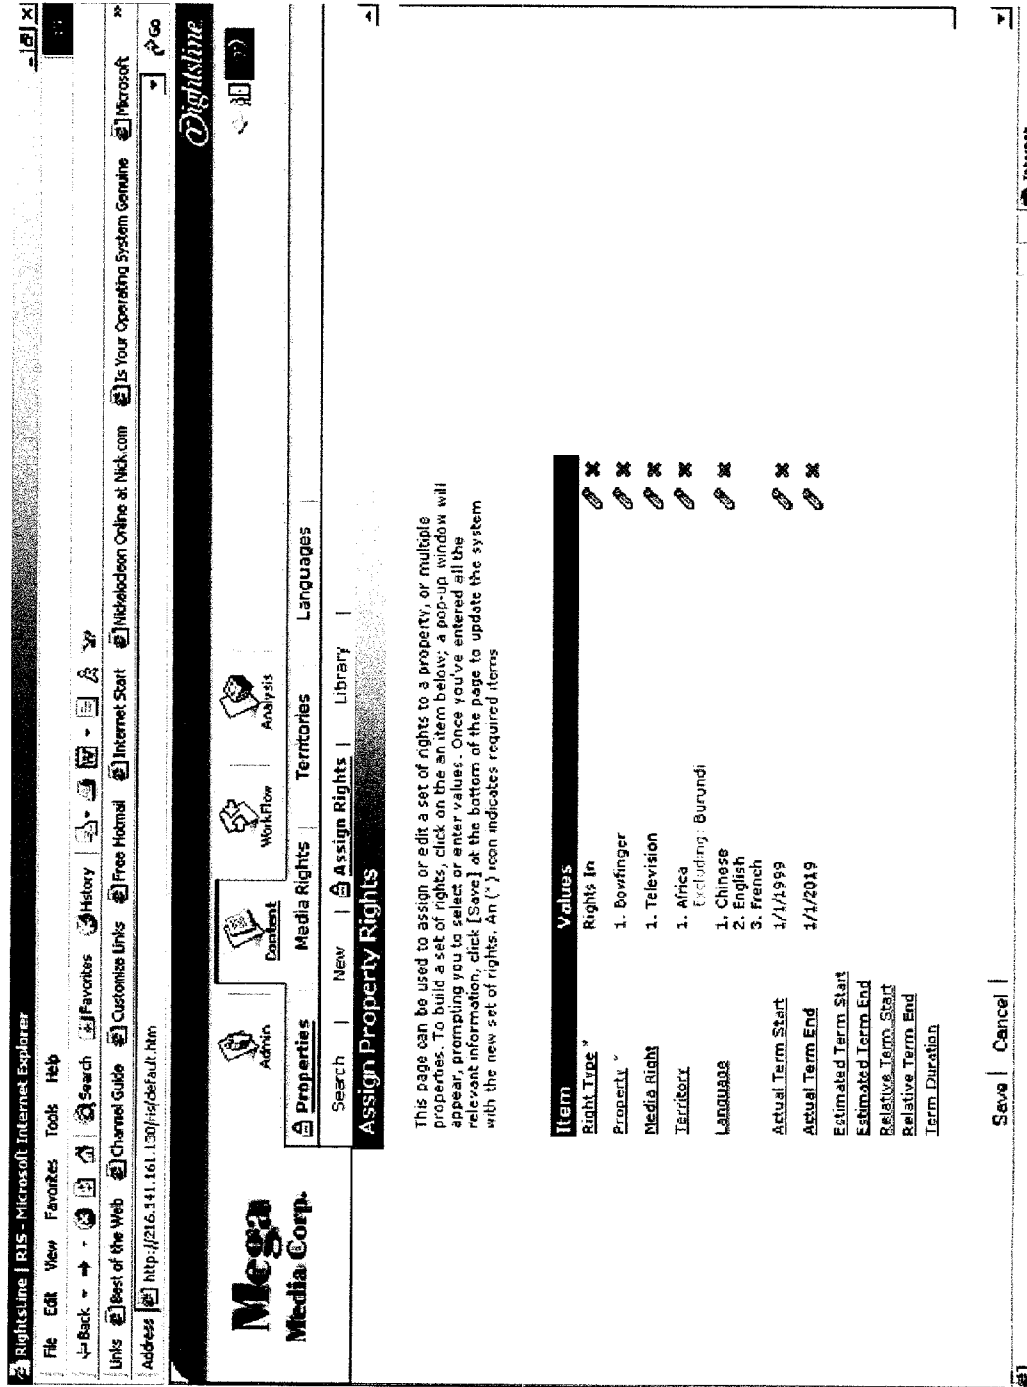 Rightsline | RIS - Microsoft Internet Explorer
File Edit View Favorites Tools Help
Back Search Favorites History
Links Best of the Web Channel Guide Customize Links Free Hotmail Internet Start Nickelodeon Online at Nick.com Is Your Operating System Genuine Microsoft »
Address http://216.141.161.130/ris/default.htm Go
Rightsline
Mega
Media Corp.
Admin Content WorkFlow Analysis
Properties Media Rights Territories Languages
Search | New | Assign Rights | Library |
Assign Property Rights
This page can be used to assign or edit a set of rights to a property, or multiple
properties. To build a set of rights, click on the an item below; a pop-up window will
appear, prompting you to select or enter values. Once you've entered all the
relevant information, click [Save] at the bottom of the page to update the system
with the new set of rights. An (*) icon indicates required items
Item Values
Right Type * Rights In
Property * 1. Bowfinger
Media Right 1. Television
Territory 1. Africa
Excluding: Burundi
Language 1. Chinese
2. English
3. French
Actual Term Start 1/1/1999
Actual Term End 1/1/2019
Estimated Term Start
Estimated Term End
Relative Term Start
Relative Term End
Term Duration
Save | Cancel |